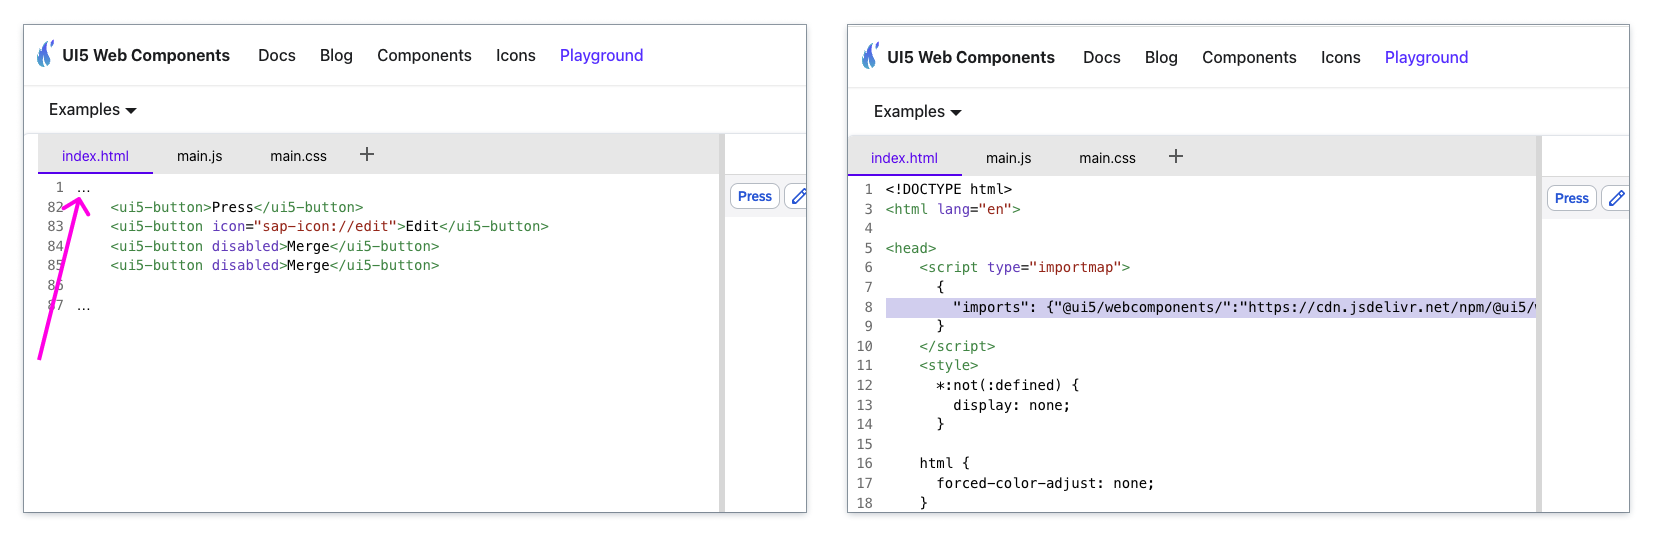 UI5 Web Components Docs Blog Components Icons Playground
Examples
index.html main.js main.css +
1 ...
82 <ui5-button>Press</ui5-button>
83 <ui5-button icon="sap-icon://edit">Edit</ui5-button>
84 <ui5-button disabled>Merge</ui5-button>
85 <ui5-button disabled>Merge</ui5-button>
86
87 ...
Press
UI5 Web Components Docs Blog Components Icons Playground
Examples
index.html main.js main.css +
1 <!DOCTYPE html>
3 <html lang="en">
4
5 <head>
6 <script type="importmap">
7 {
8 "imports": {"@ui5/webcomponents/":"https://cdn.jsdelivr.net/npm/@ui5/
9 }
10 </script>
11 <style>
12 *:not(:defined) {
13 display: none;
14 }
15
16 html {
17 forced-color-adjust: none;
18 }
Press